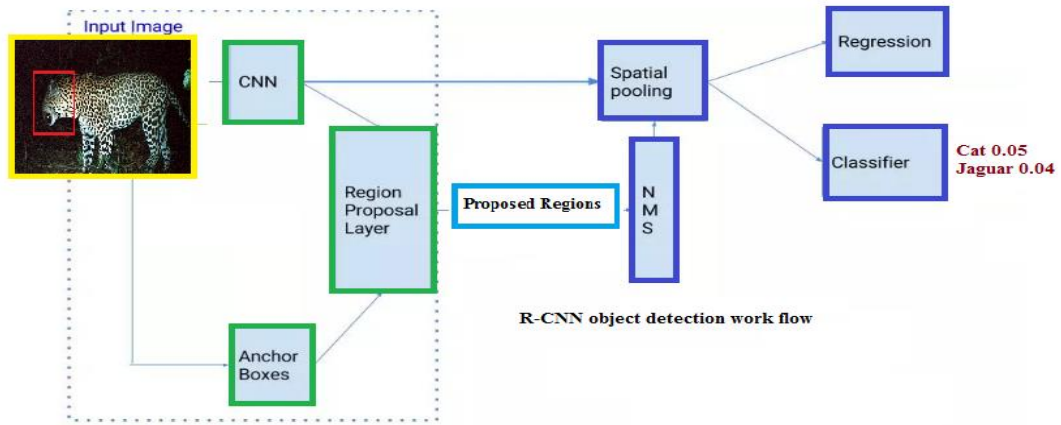 Input Image
CNN
Region
Proposal
Layer
Anchor
Boxes
Proposed Regions
N
M
S
Spatial
pooling
Regression
Classifier
Cat 0.05
Jaguar 0.04
R-CNN object detection work flow